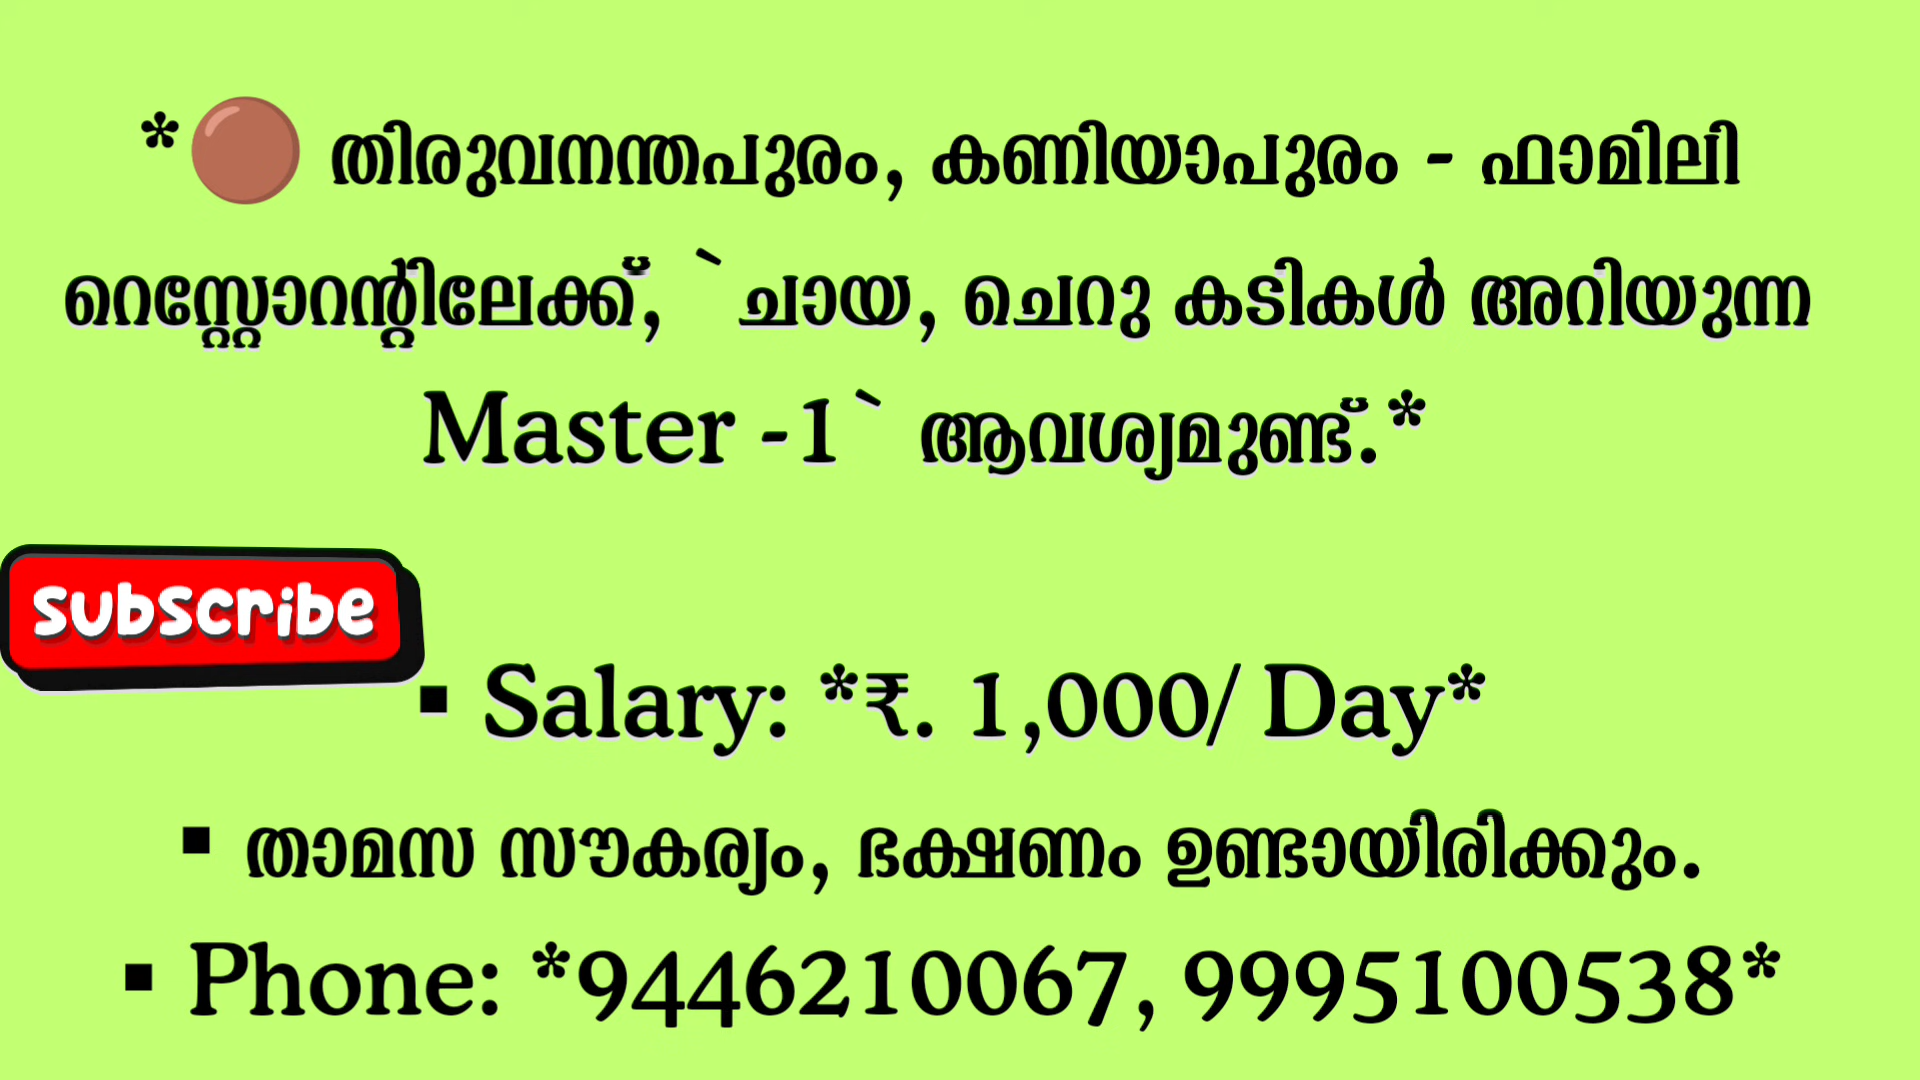 *🟤 തിരുവനന്തപുരം, കണിയാപുരം - ഫാമിലി
റെസ്റ്റോറന്റിലേക്ക്, `ചായ, ചെറു കടികൾ അറിയുന്ന
Master -1` ആവശ്യമുണ്ട്.*
subscribe
▪ Salary: *₹. 1,000/ Day*
▪ താമസ സൗകര്യം, ഭക്ഷണം ഉണ്ടായിരിക്കും.
▪ Phone: *9446210067, 9995100538*